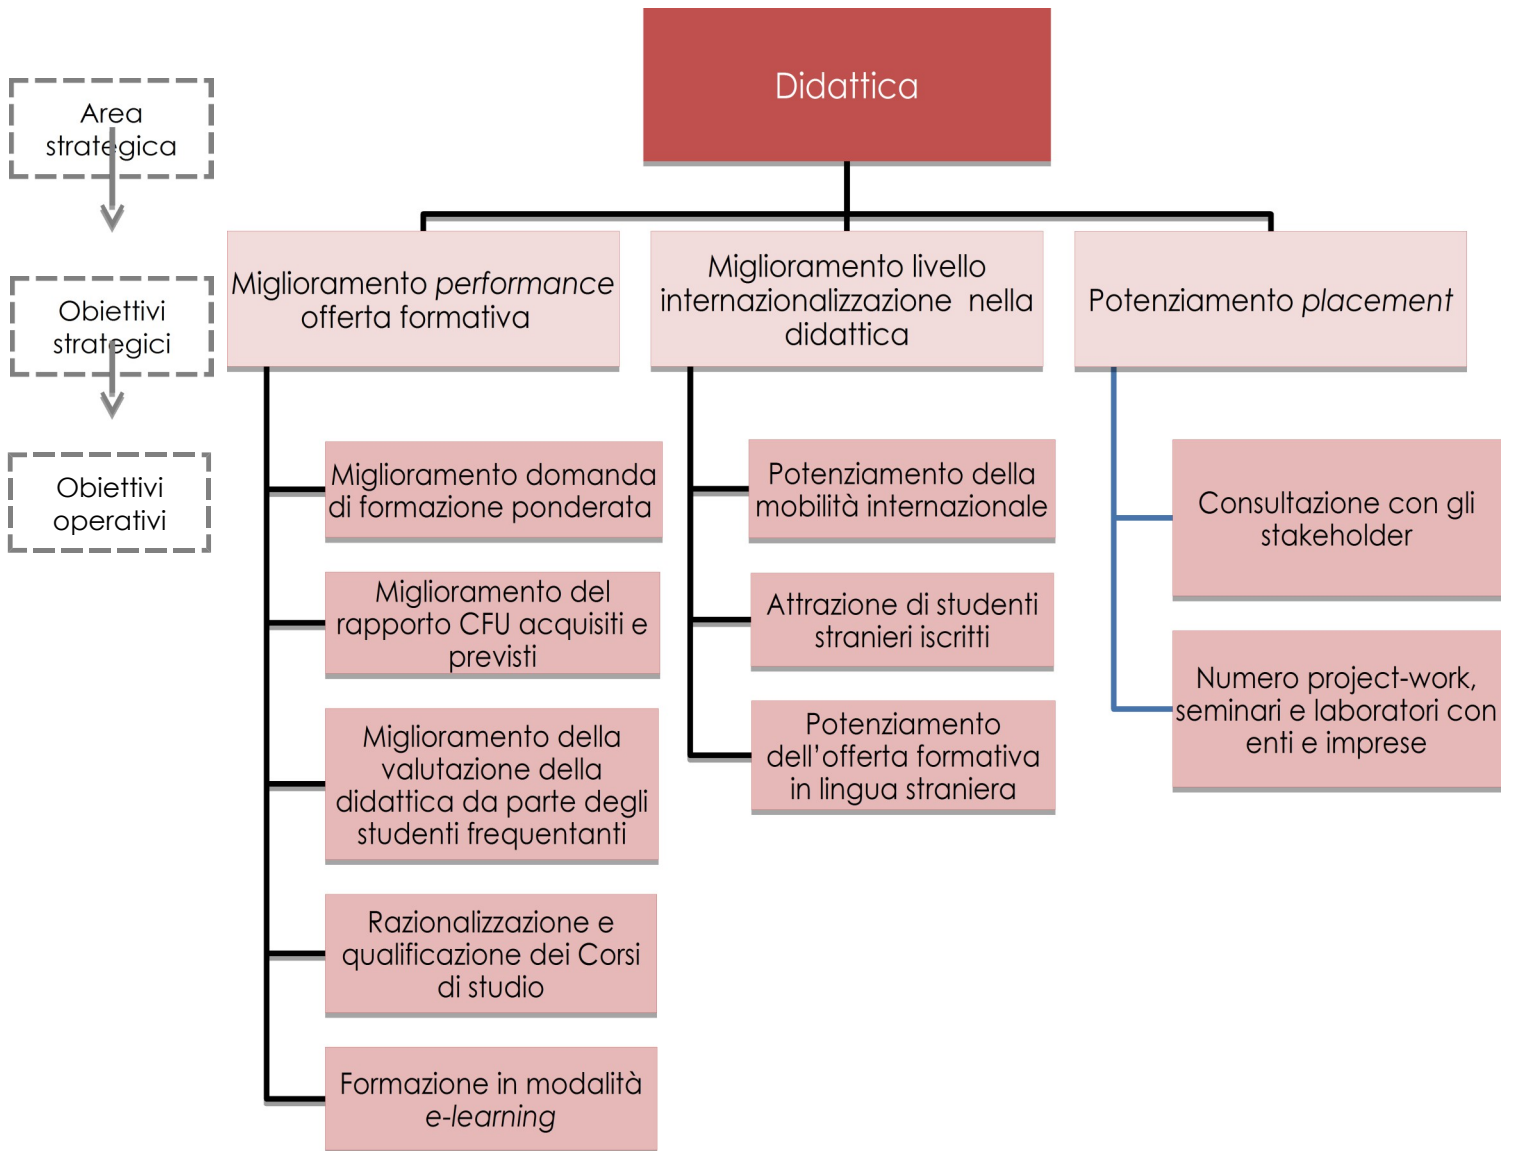 Didattica
Area
strategica
Obiettivi
strategici
Obiettivi
operativi
Miglioramento performance
offerta formativa
Miglioramento domanda
di formazione ponderata
Miglioramento del
rapporto CFU acquisiti e
previsti
Miglioramento della
valutazione della
didattica da parte degli
studenti frequentanti
Razionalizzazione e
qualificazione dei Corsi
di studio
Formazione in modalità
e-learning
Miglioramento livello
internazionalizzazione nella
didattica
Potenziamento della
mobilità internazionale
Attrazione di studenti
stranieri iscritti
Potenziamento
dell’offerta formativa
in lingua straniera
Potenziamento placement
Consultazione con gli
stakeholder
Numero project-work,
seminari e laboratori con
enti e imprese